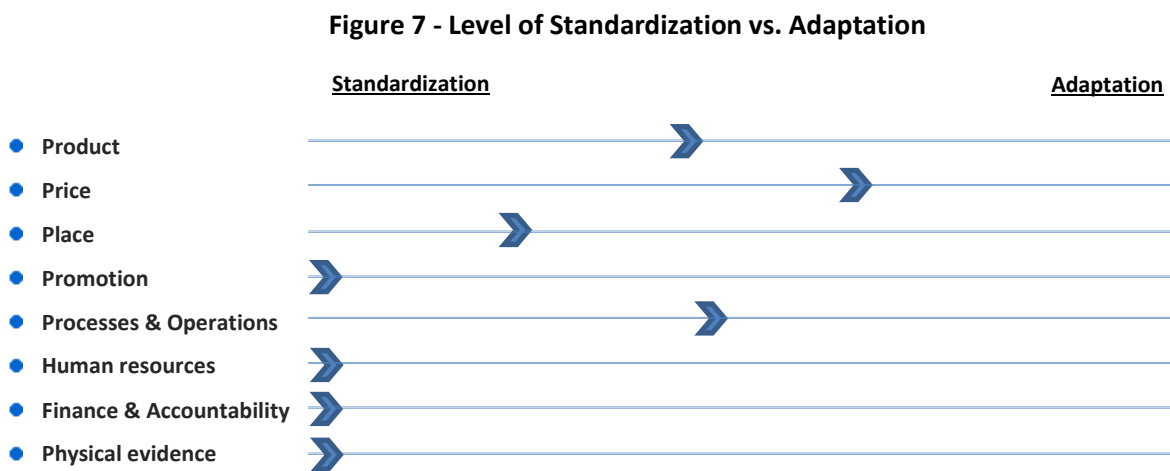 Figure 7 - Level of Standardization vs. Adaptation
Standardization Adaptation
Product
Price
Place
Promotion
Processes & Operations
Human resources
Finance & Accountability
Physical evidence